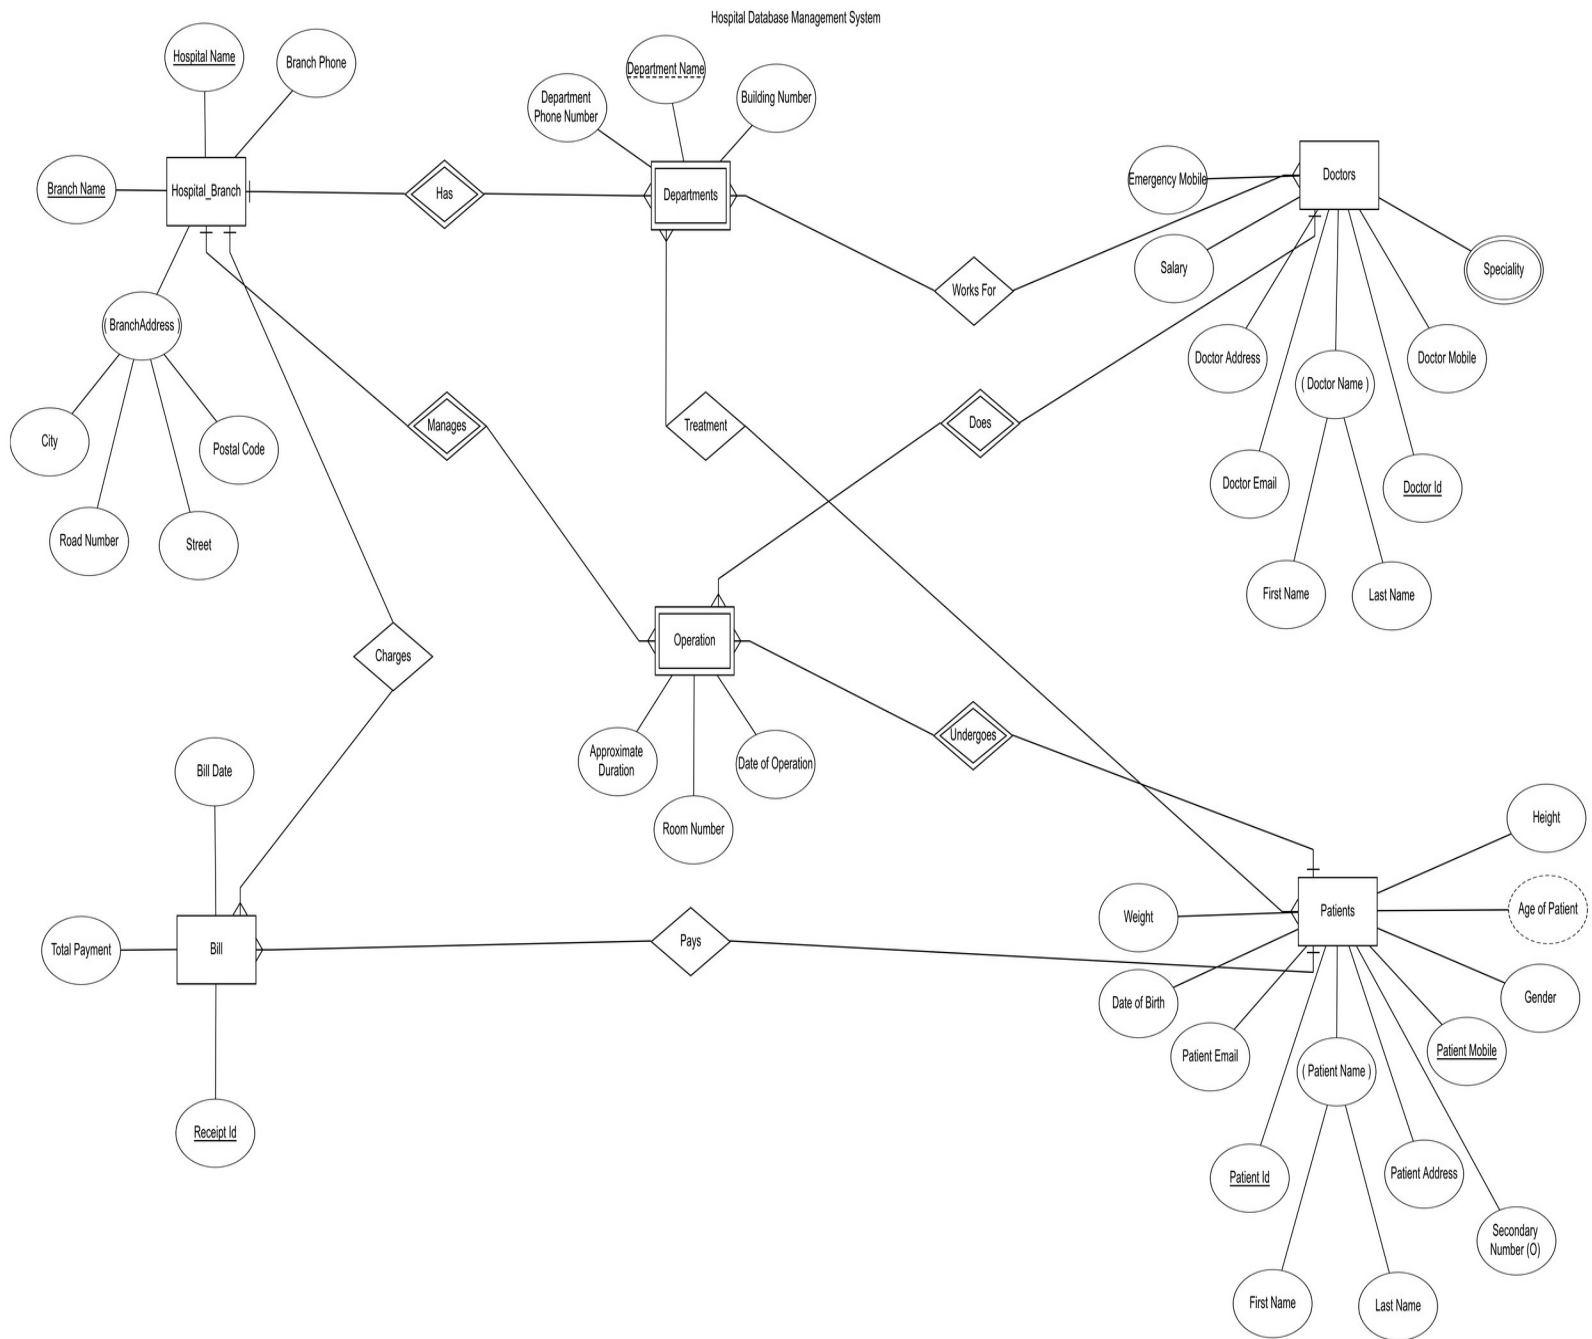 Hospital Database Management System
Hospital Name
Branch Phone
Department Name
Department
Phone Number
Building Number
Branch Name
Hospital_Branch
Has
Departments
Emergency Mobile
Doctors
Salary
Speciality
Works For
( BranchAddress )
Doctor Address
Doctor Mobile
( Doctor Name )
City
Postal Code
Manages
Treatment
Does
Doctor Email
Doctor Id
Road Number
Street
First Name
Last Name
Charges
Operation
Undergoes
Approximate
Duration
Date of Operation
Room Number
Bill Date
Height
Weight
Patients
Age of Patient
Total Payment
Bill
Pays
Date of Birth
Gender
Patient Email
( Patient Name )
Patient Mobile
Receipt Id
Patient Id
Patient Address
Secondary
Number (O)
First Name
Last Name